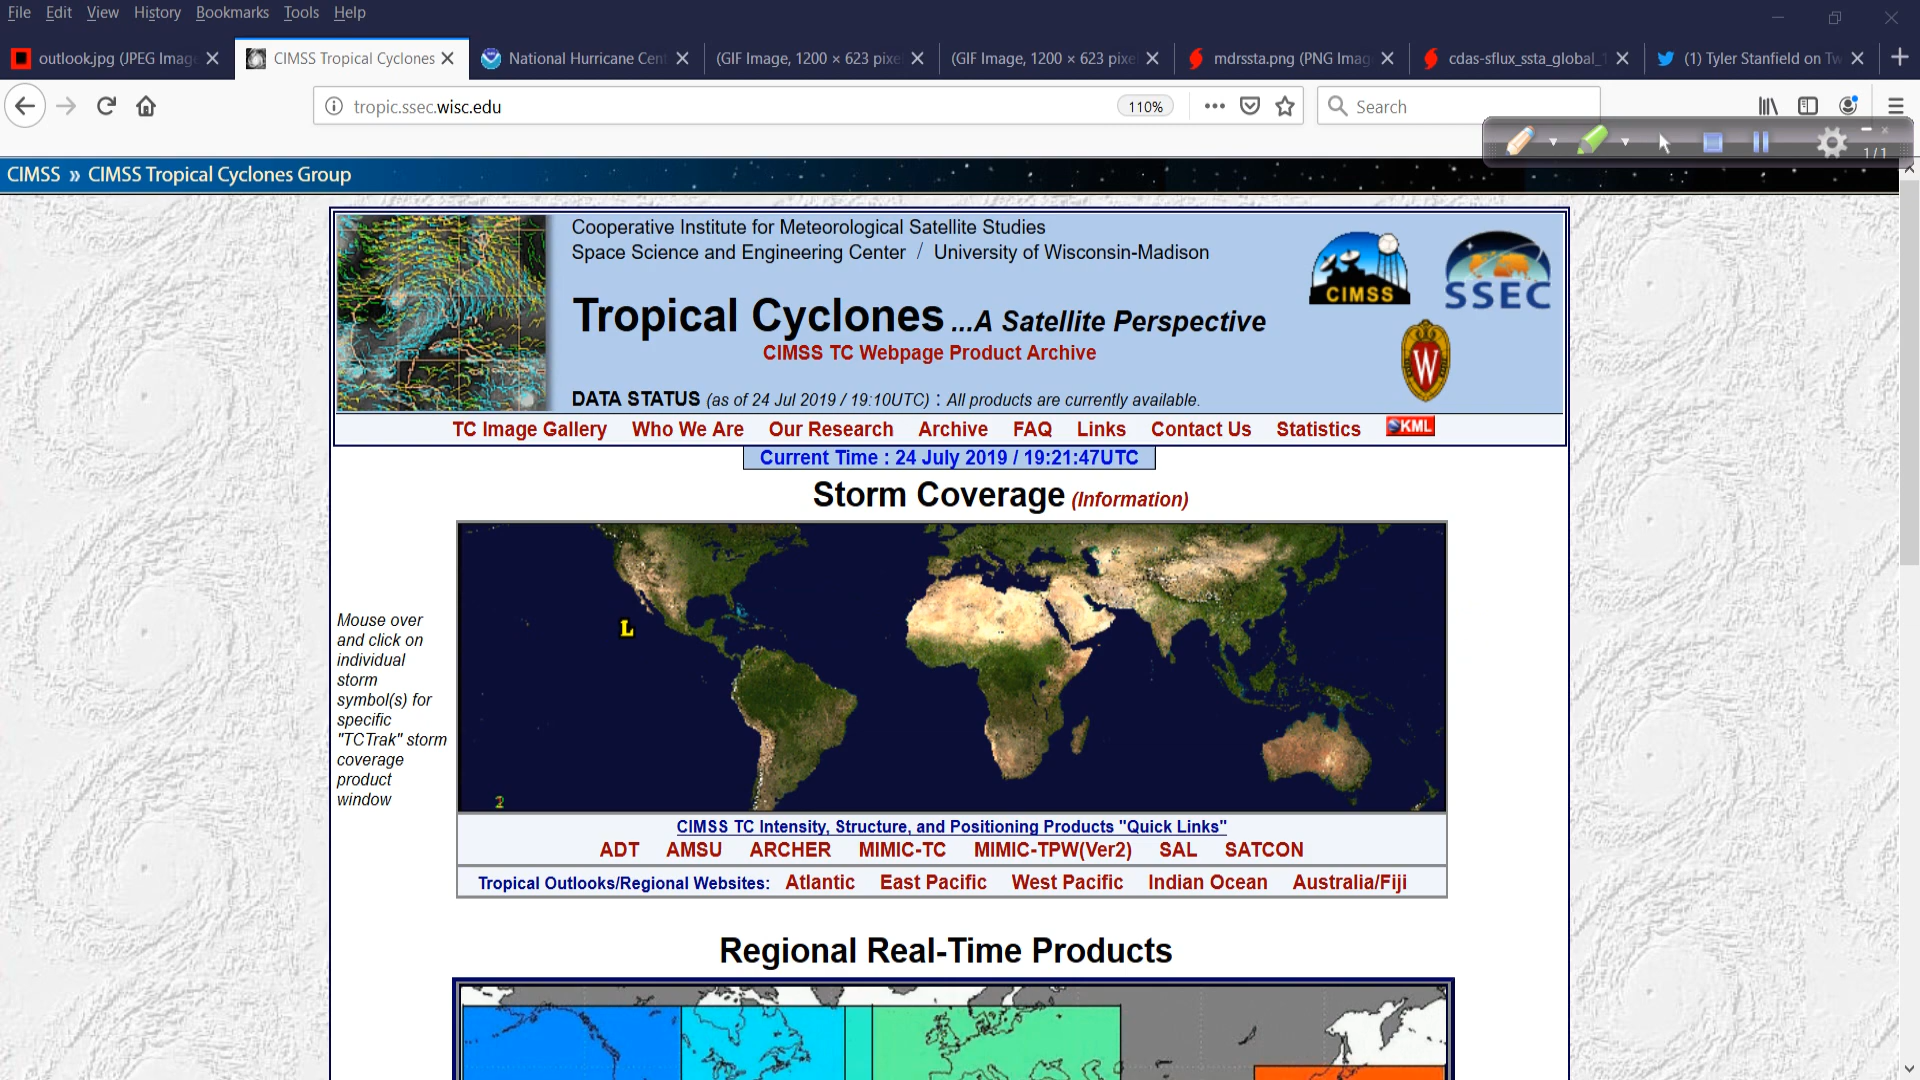 File Edit View History Bookmarks Tools Help
outlook.jpg (JPEG Imag
CIMSS Tropical Cyclones
National Hurricane Cen
(GIF Image, 1200 × 623 pixe
(GIF Image, 1200 × 623 pixe
mdrssta.png (PNG Imag
cdas-sflux_ssta_global_1
(1) Tyler Stanfield on Tw
tropic.ssec.wisc.edu
110%
Search
1/1
CIMSS » CIMSS Tropical Cyclones Group
Cooperative Institute for Meteorological Satellite Studies
Space Science and Engineering Center / University of Wisconsin-Madison
Tropical Cyclones ...A Satellite Perspective
CIMSS TC Webpage Product Archive
CIMSS
SSEC
W
DATA STATUS (as of 24 Jul 2019 / 19:10UTC) : All products are currently available.
TC Image Gallery Who We Are Our Research Archive FAQ Links Contact Us Statistics KML
Current Time : 24 July 2019 / 19:21:47UTC
Storm Coverage (Information)
Mouse over
and click on
individual
storm
symbol(s) for
specific
"TCTrak" storm
coverage
product
window
L
2
CIMSS TC Intensity, Structure, and Positioning Products "Quick Links"
ADT AMSU ARCHER MIMIC-TC MIMIC-TPW(Ver2) SAL SATCON
Tropical Outlooks/Regional Websites: Atlantic East Pacific West Pacific Indian Ocean Australia/Fiji
Regional Real-Time Products